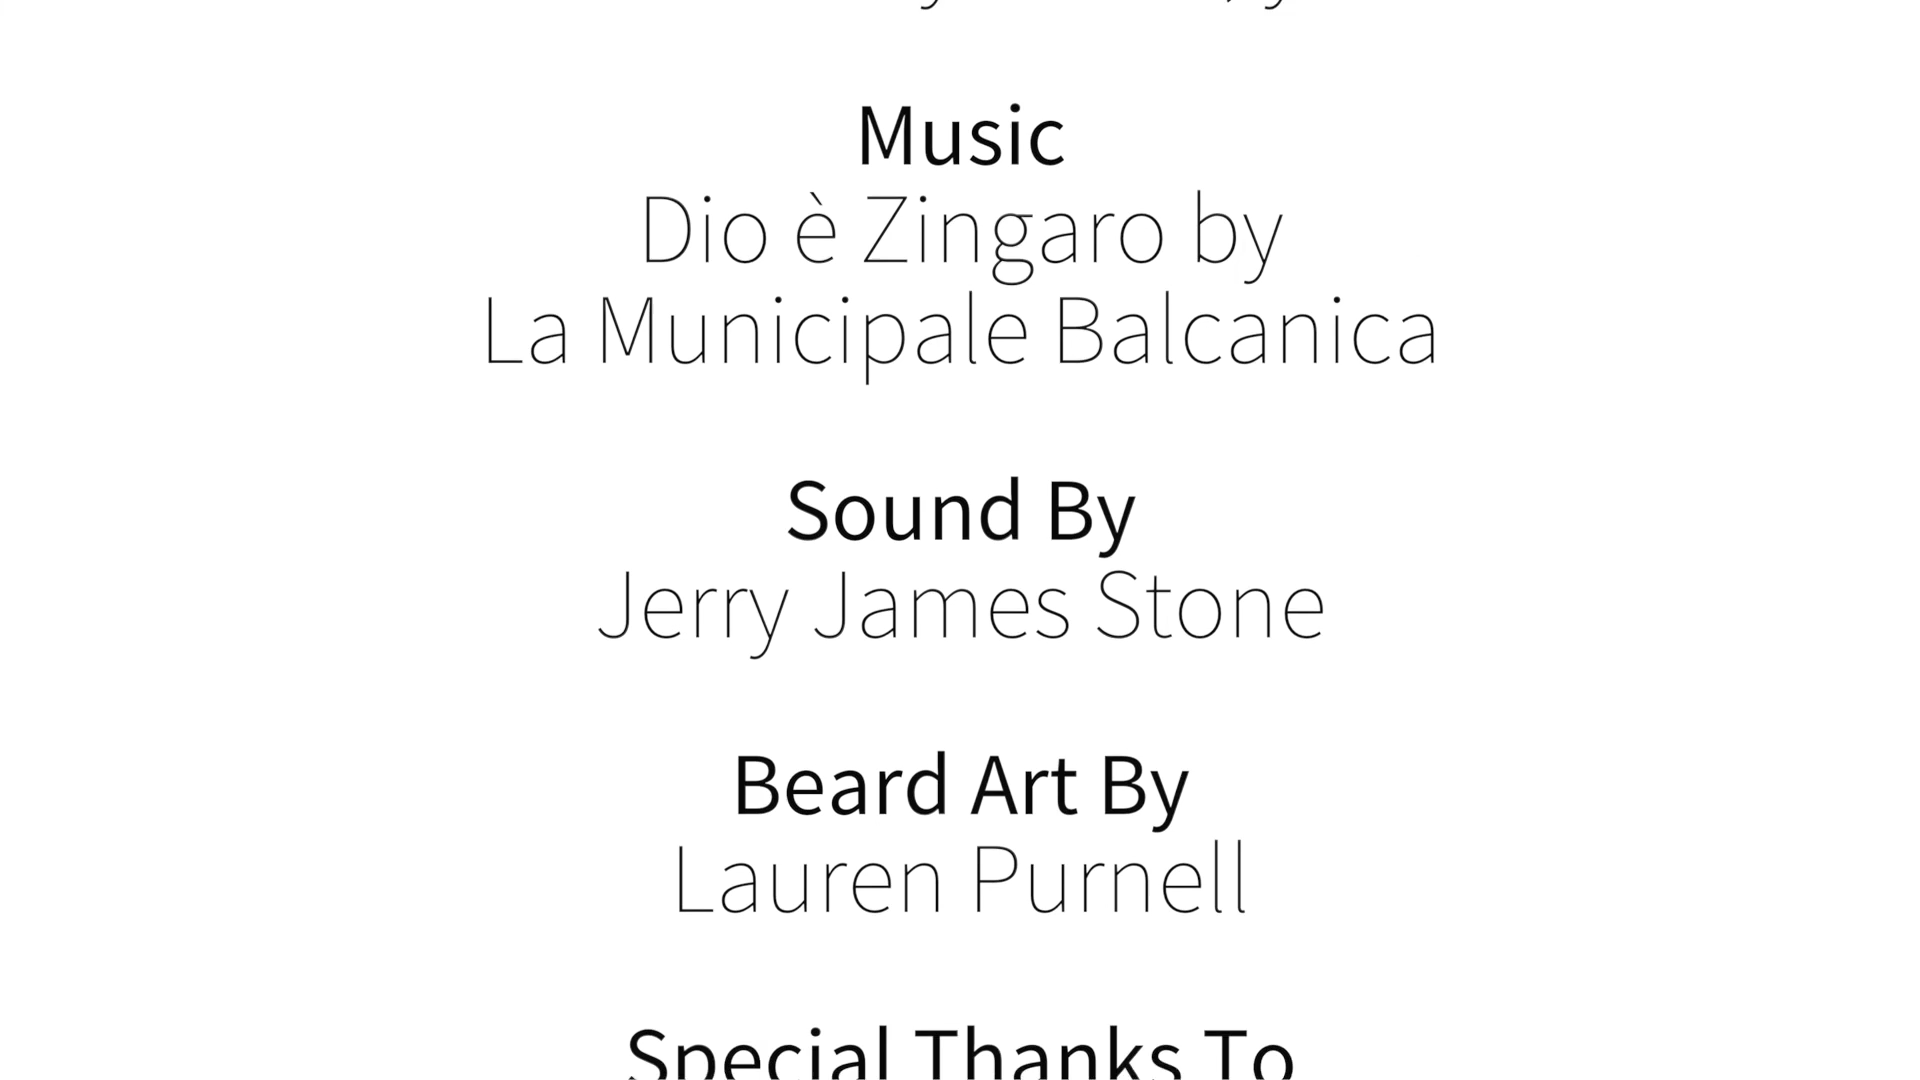 Music
Dio è Zingaro by
La Municipale Balcanica
Sound By
Jerry James Stone
Beard Art By
Lauren Purnell
Special Thanks To